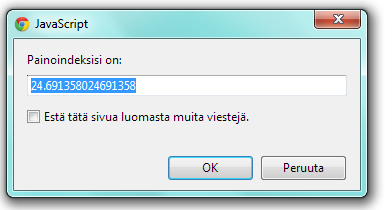 JavaScript
Painoindeksisi on:
24.691358024691358
Estä tätä sivua luomasta muita viestejä.
OK Peruuta